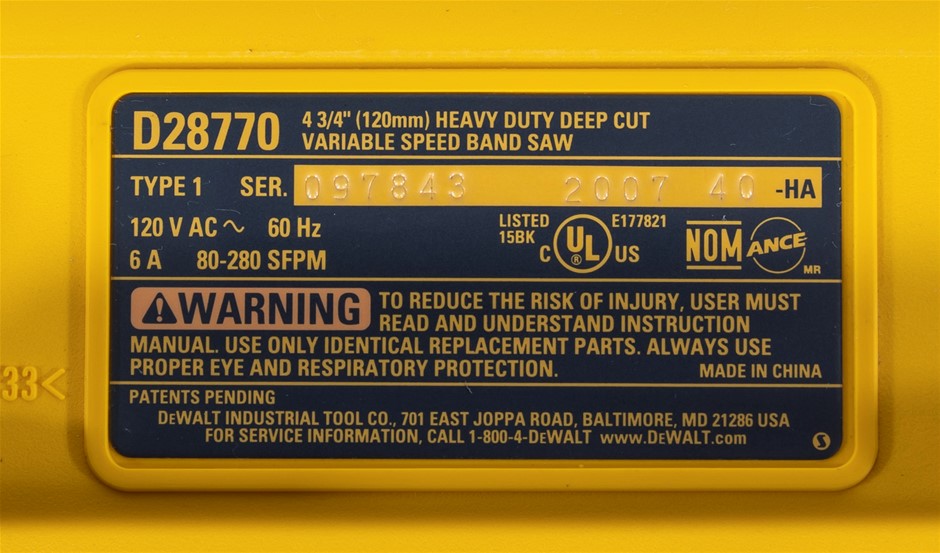 D28770 4 3/4" (120mm) HEAVY DUTY DEEP CUT
VARIABLE SPEED BAND SAW
TYPE 1 SER. 097843 2007 40 -HA
120 V AC ~ 60 Hz
6 A 80-280 SFPM
LISTED
15BK
C UL ® US
E177821
NOM ANCE MR
⚠WARNING TO REDUCE THE RISK OF INJURY, USER MUST
READ AND UNDERSTAND INSTRUCTION
MANUAL. USE ONLY IDENTICAL REPLACEMENT PARTS. ALWAYS USE
PROPER EYE AND RESPIRATORY PROTECTION. MADE IN CHINA
PATENTS PENDING
DEWALT INDUSTRIAL TOOL CO., 701 EAST JOPPA ROAD, BALTIMORE, MD 21286 USA
FOR SERVICE INFORMATION, CALL 1-800-4-DEWALT www.DEWALT.com
33<